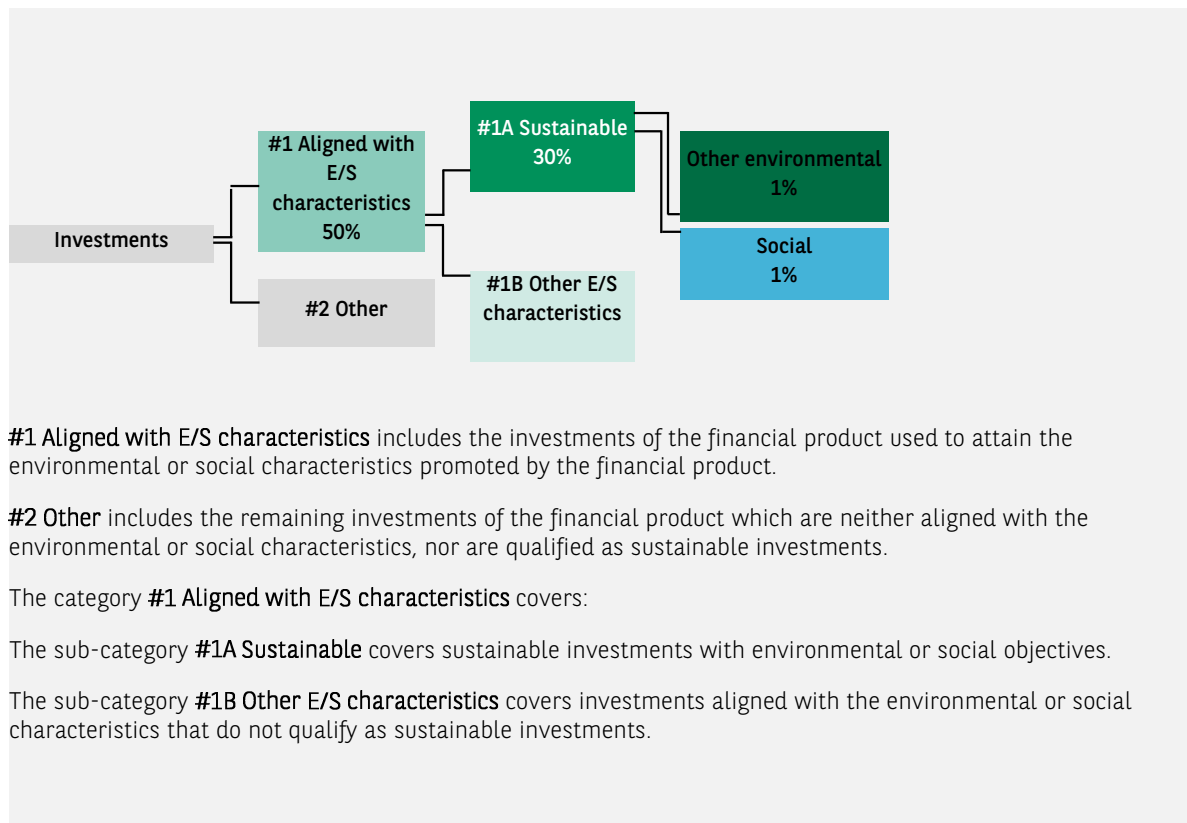 #1A Sustainable
30%
#1 Aligned with
E/S
characteristics
50%
Other environmental
1%
Investments
Social
1%
#2 Other
#1B Other E/S
characteristics
#1 Aligned with E/S characteristics includes the investments of the financial product used to attain the
environmental or social characteristics promoted by the financial product.
#2 Other includes the remaining investments of the financial product which are neither aligned with the
environmental or social characteristics, nor are qualified as sustainable investments.
The category #1 Aligned with E/S characteristics covers:
The sub-category #1A Sustainable covers sustainable investments with environmental or social objectives.
The sub-category #1B Other E/S characteristics covers investments aligned with the environmental or social
characteristics that do not qualify as sustainable investments.